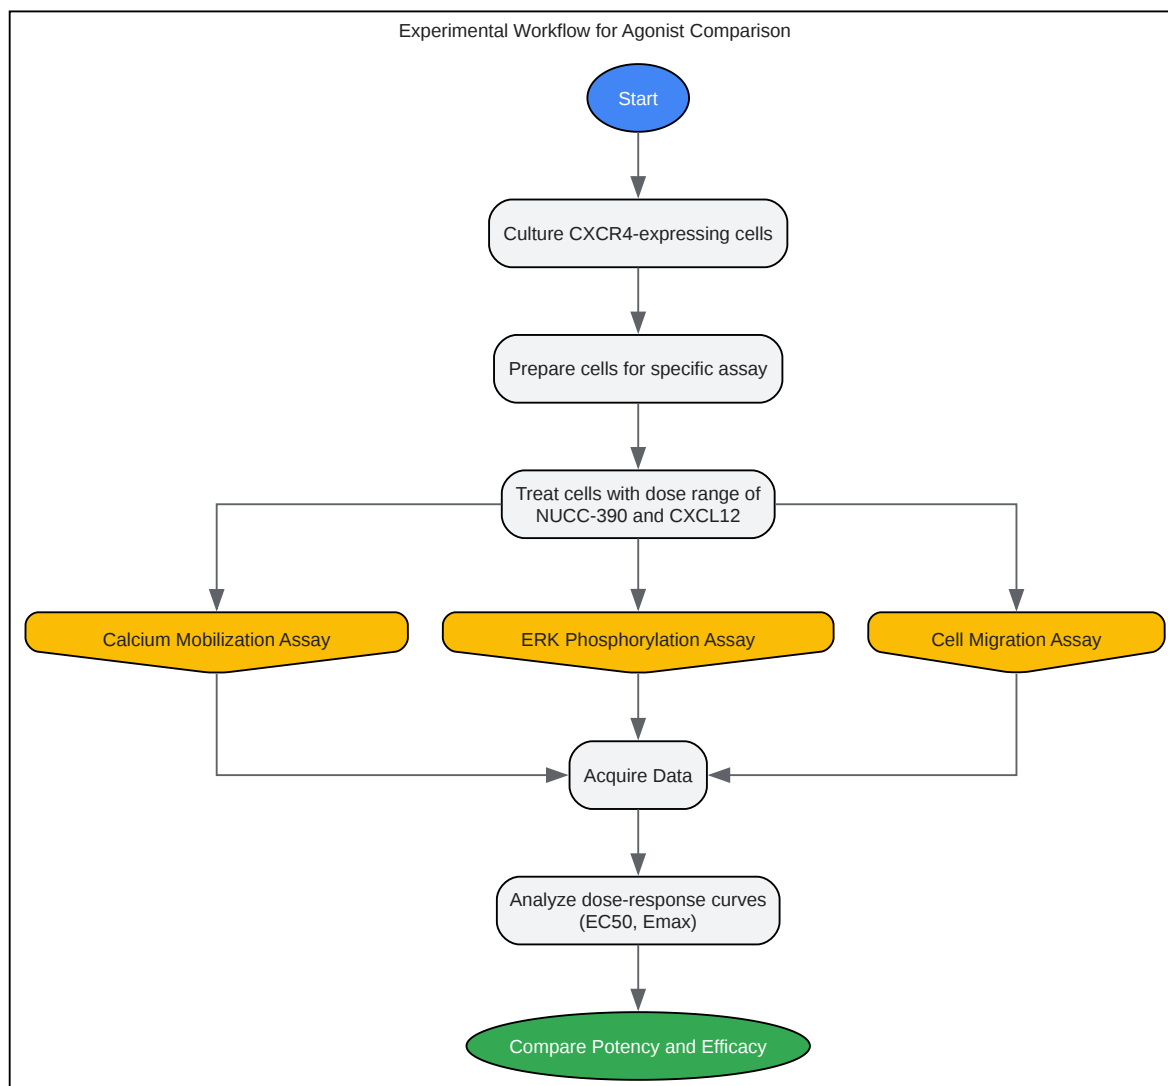 Experimental Workflow for Agonist Comparison
Start
Culture CXCR4-expressing cells
Prepare cells for specific assay
Treat cells with dose range of
NUCC-390 and CXCL12
Calcium Mobilization Assay
ERK Phosphorylation Assay
Cell Migration Assay
Acquire Data
Analyze dose-response curves
(EC50, Emax)
Compare Potency and Efficacy